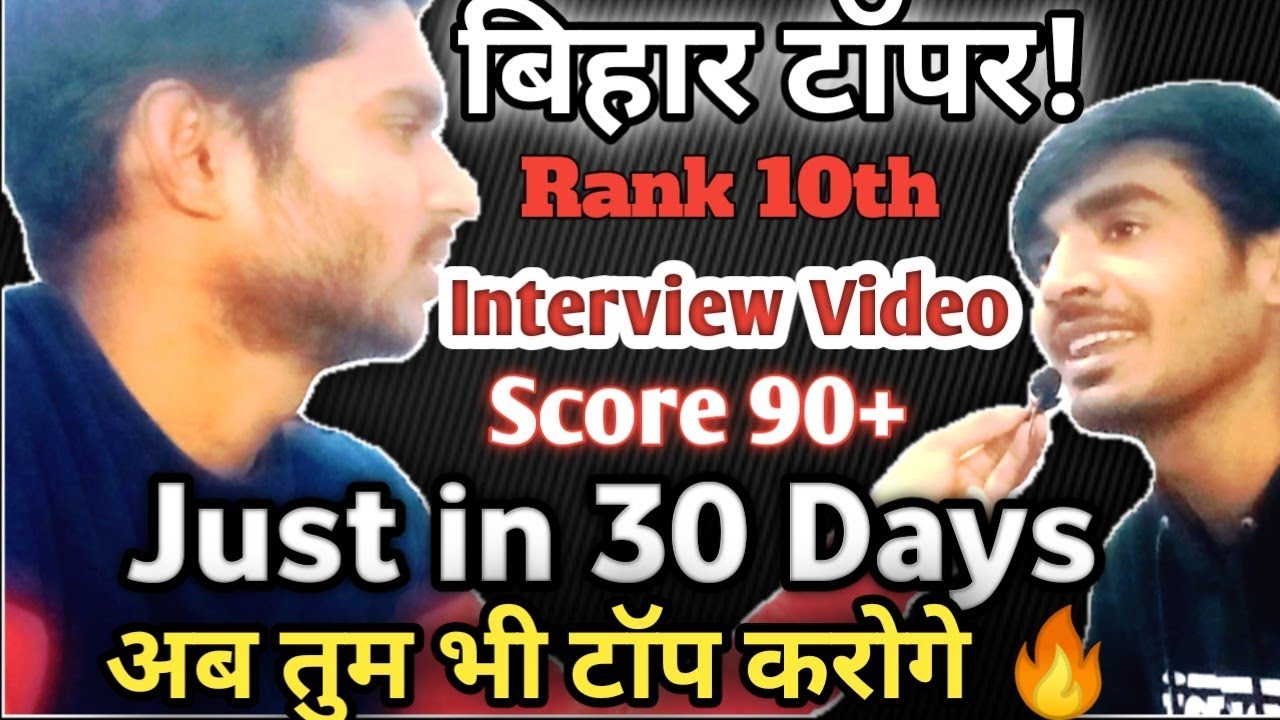 बिहार टॉपर!
Rank 10th
Interview Video
Score 90+
Just in 30 Days
अब तुम भी टॉप करोगे 🔥